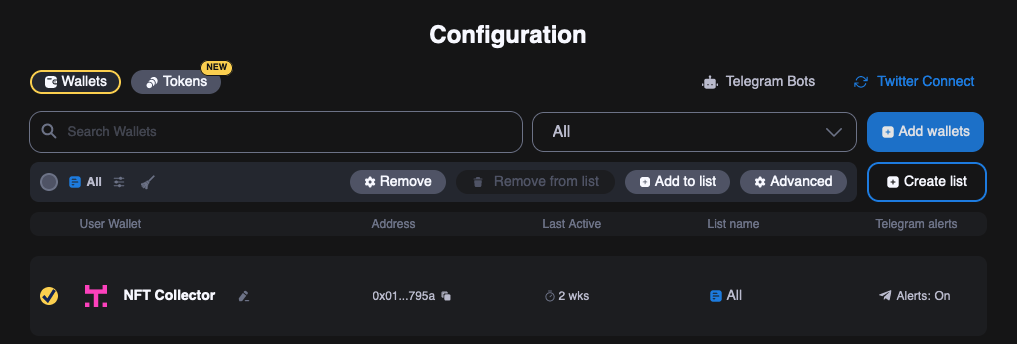 Configuration
Wallets
Tokens
NEW
Telegram Bots
Twitter Connect
Search Wallets
All
Add wallets
All
Remove
Remove from list
Add to list
Advanced
Create list
User Wallet
Address
Last Active
List name
Telegram alerts
NFT Collector
0x01...795a
2 wks
All
Alerts: On